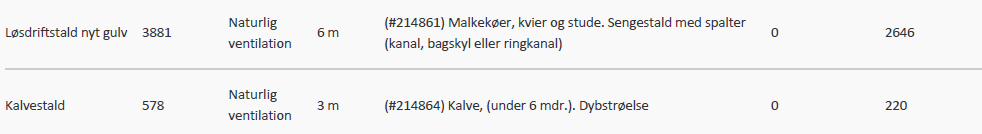 Løsdriftstald nyt gulv 3881 Naturlig ventilation 6 m (#214861) Malkekøer, kvier og stude. Sengestald med spalter (kanal, bagskyl eller ringkanal) 0 2646
Kalvestald 578 Naturlig ventilation 3 m (#214864) Kalve, (under 6 mdr.). Dybstrøelse 0 220